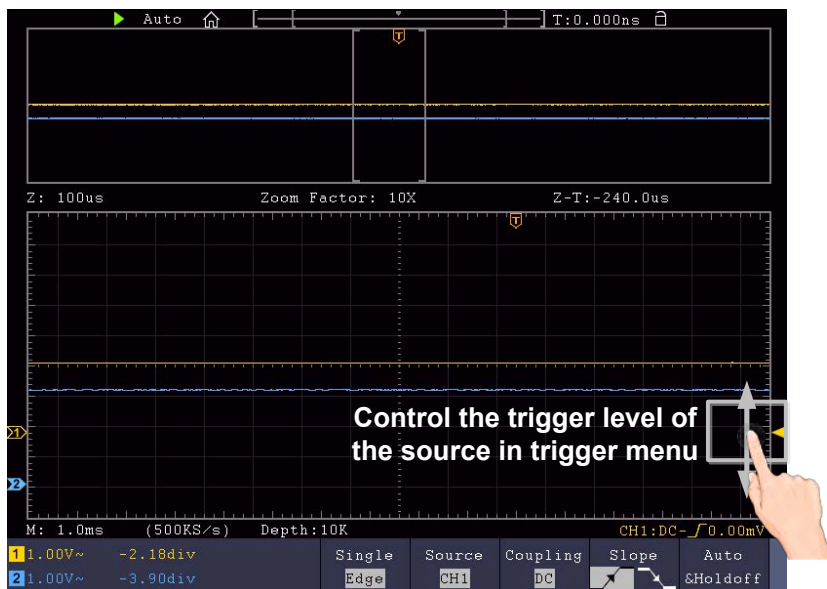 Auto T:0.000ns
T
Z: 100us Zoom Factor: 10X Z-T:-240.0us
T
Control the trigger level of
the source in trigger menu
1
2
M: 1.0ms (500KS/s) Depth:10K CH1:DC- 0.00mV
1 1.00V~ -2.18div Single Source Coupling Slope Auto
2 1.00V~ -3.90div Edge CH1 DC &Holdoff